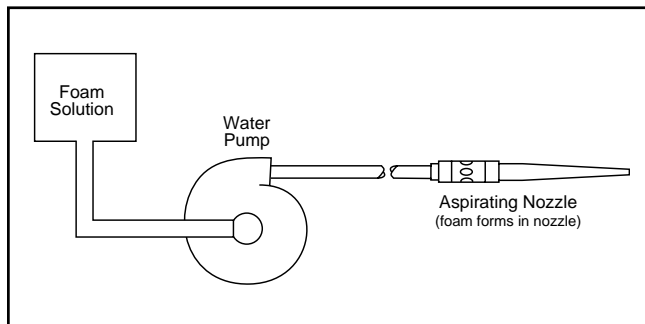 Foam
Solution
Water
Pump
Aspirating Nozzle
(foam forms in nozzle)